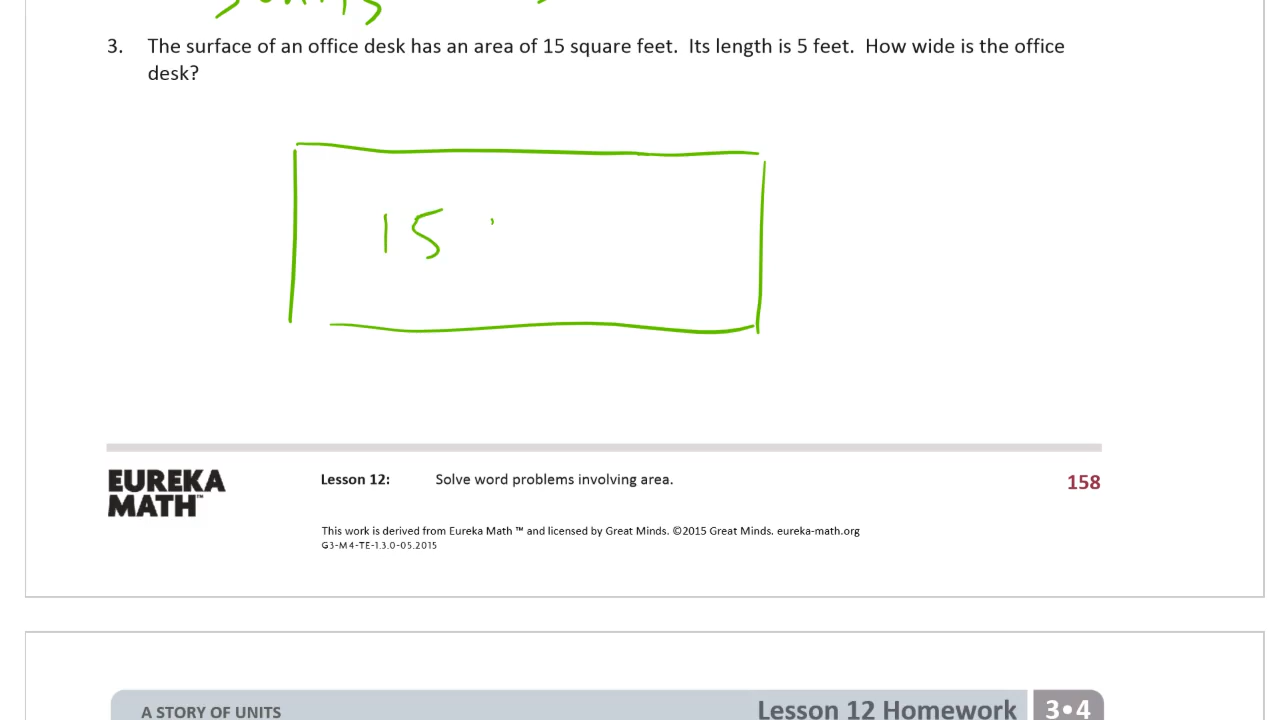 3. The surface of an office desk has an area of 15 square feet. Its length is 5 feet. How wide is the office
desk?
15
EUREKA
MATH™
Lesson 12: Solve word problems involving area.
158
This work is derived from Eureka Math ™ and licensed by Great Minds. ©2015 Great Minds. eureka-math.org
G3-M4-TE-1.3.0-05.2015
A STORY OF UNITS
Lesson 12 Homework 3•4